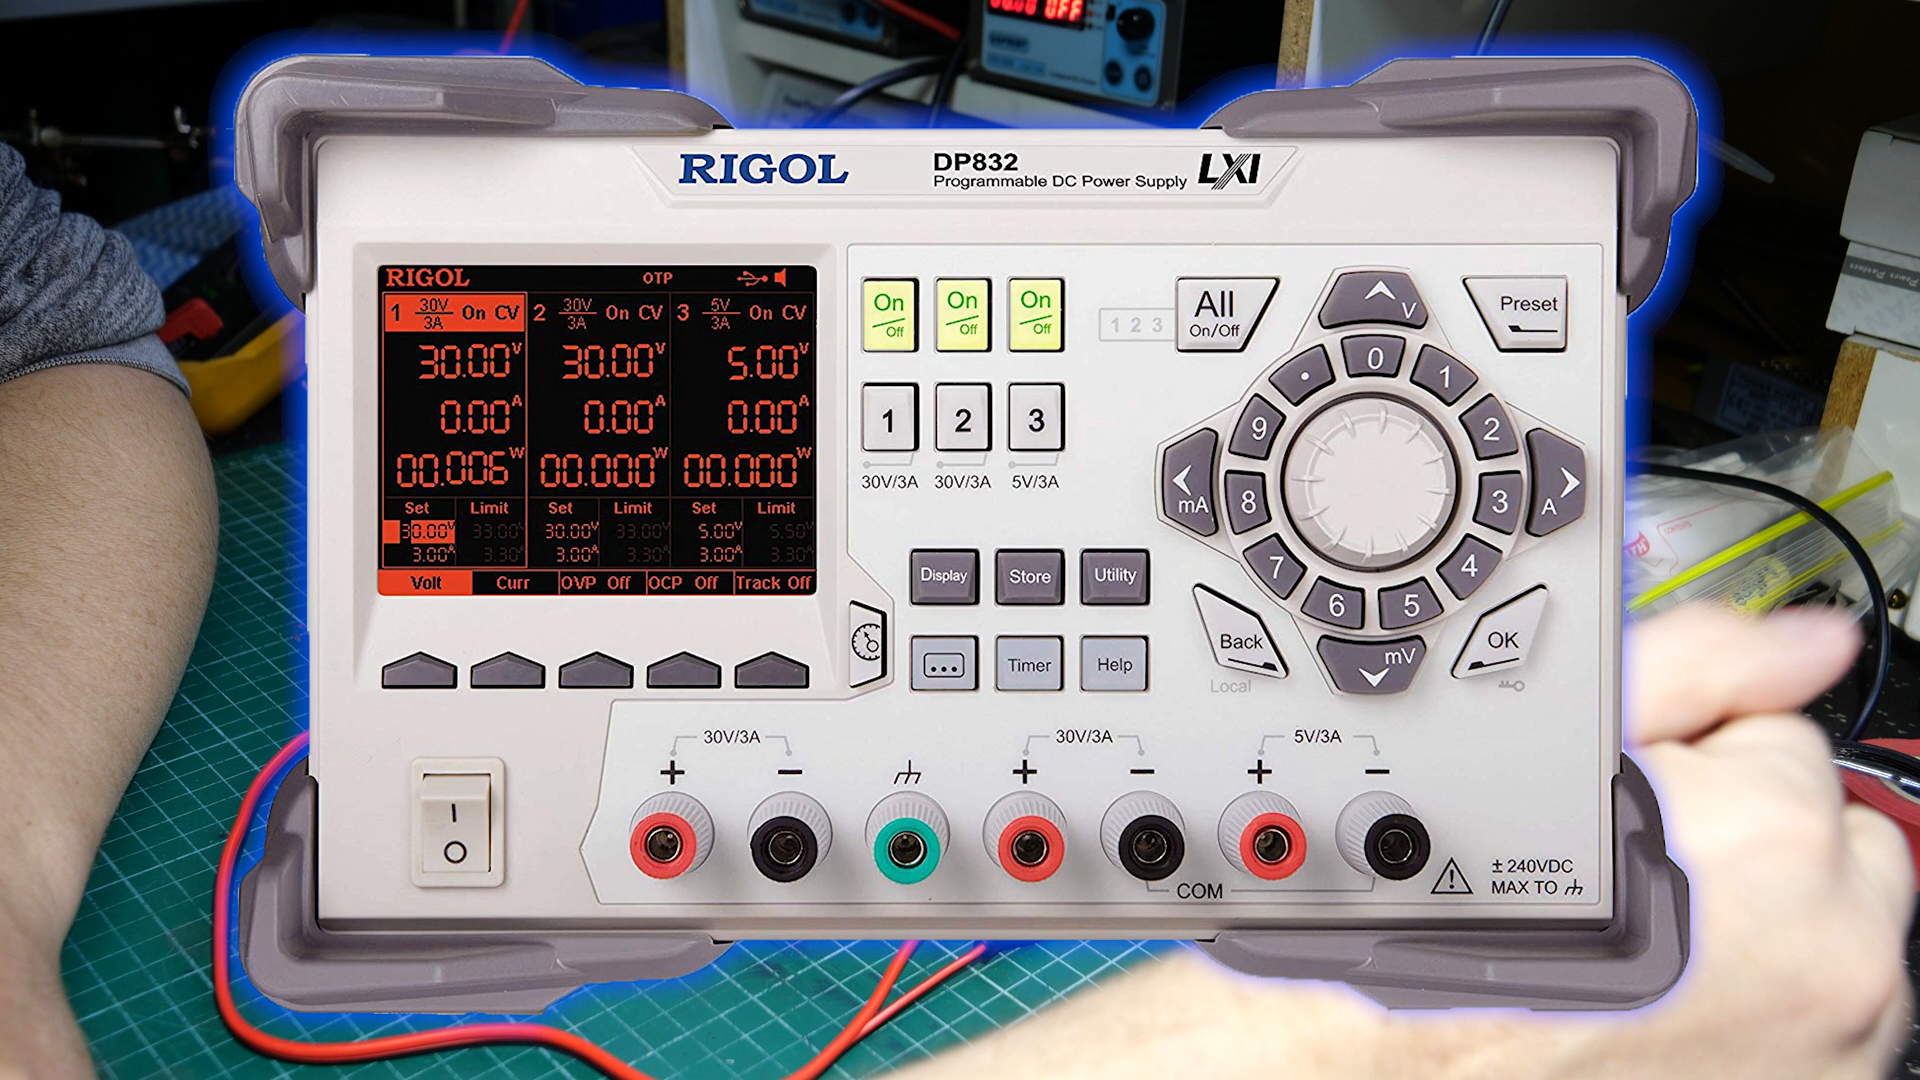 OFF
RIGOL
DP832
Programmable DC Power Supply
LXI
RIGOL OTP
1 30V/3A On CV 2 30V/3A On CV 3 5V/3A On CV
30.00V 30.00V 5.00V
0.00A 0.00A 0.00A
00.006W 00.000W 00.000W
Set Limit Set Limit Set Limit
30.00V 33.00V 30.00V 33.00V 5.00V 5.50V
3.00A 3.30A 3.00A 3.30A 3.00A 3.30A
Volt Curr OVP Off OCP Off Track Off
On/Off On/Off On/Off
1 2 3
30V/3A 30V/3A 5V/3A
1 2 3
All
On/Off
Preset
V
mA
A
mV
. 0 1 2 3 4 5 6 7 8 9
Display Store Utility
... Timer Help
Back
Local
OK
30V/3A 30V/3A 5V/3A
+ − + − + −
I
O
COM
± 240VDC
MAX TO